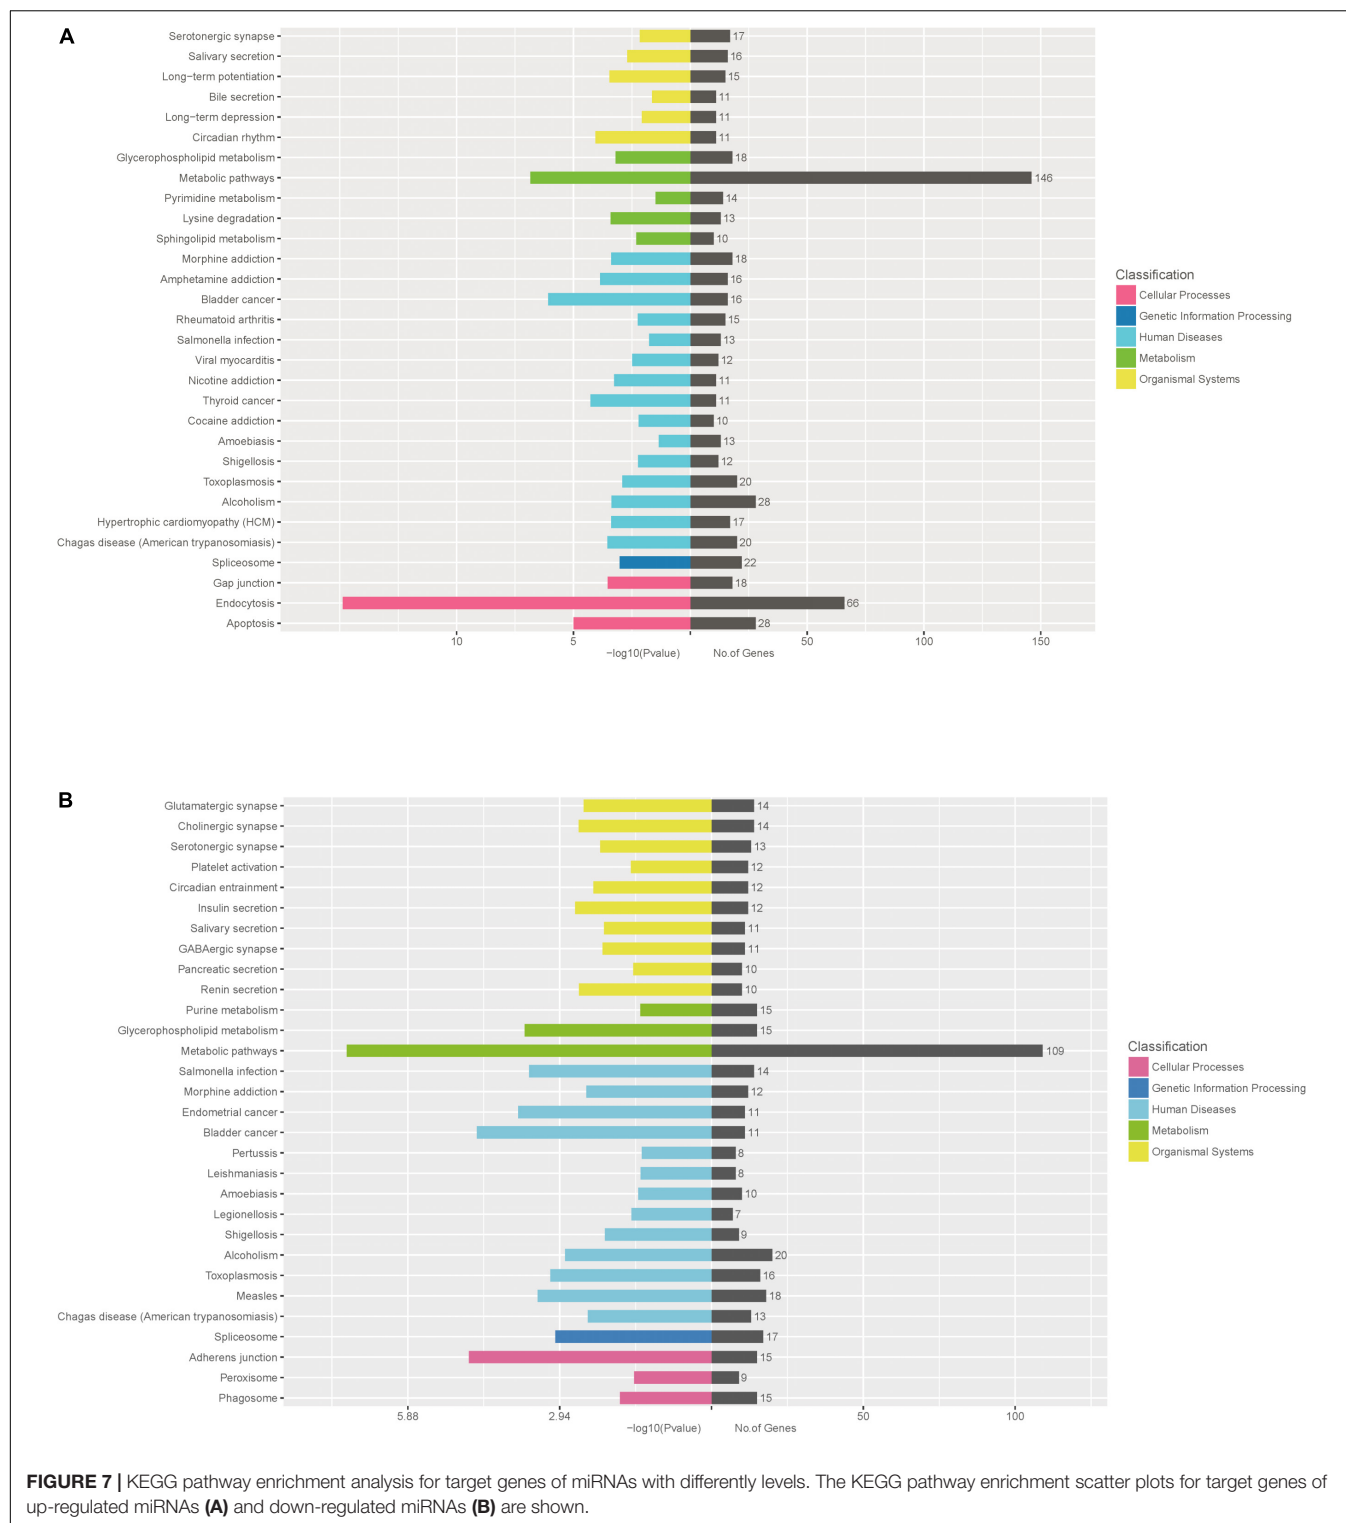 A
Serotonergic synapse 17
Salivary secretion 16
Long−term potentiation 15
Bile secretion 11
Long−term depression 11
Circadian rhythm 11
Glycerophospholipid metabolism 18
Metabolic pathways 146
Pyrimidine metabolism 14
Lysine degradation 13
Sphingolipid metabolism 10
Morphine addiction 18
Amphetamine addiction 16
Bladder cancer 16
Rheumatoid arthritis 15
Salmonella infection 13
Viral myocarditis 12
Nicotine addiction 11
Thyroid cancer 11
Cocaine addiction 10
Amoebiasis 13
Shigellosis 12
Toxoplasmosis 20
Alcoholism 28
Hypertrophic cardiomyopathy (HCM) 17
Chagas disease (American trypanosomiasis) 20
Spliceosome 22
Gap junction 18
Endocytosis 66
Apoptosis 28
10 5 50 100 150
−log10(Pvalue) No.of Genes
Classification
Cellular Processes
Genetic Information Processing
Human Diseases
Metabolism
Organismal Systems
B
Glutamatergic synapse 14
Cholinergic synapse 14
Serotonergic synapse 13
Platelet activation 12
Circadian entrainment 12
Insulin secretion 12
Salivary secretion 11
GABAergic synapse 11
Pancreatic secretion 10
Renin secretion 10
Purine metabolism 15
Glycerophospholipid metabolism 15
Metabolic pathways 109
Salmonella infection 14
Morphine addiction 12
Endometrial cancer 11
Bladder cancer 11
Pertussis 8
Leishmaniasis 8
Amoebiasis 10
Legionellosis 7
Shigellosis 9
Alcoholism 20
Toxoplasmosis 16
Measles 18
Chagas disease (American trypanosomiasis) 13
Spliceosome 17
Adherens junction 15
Peroxisome 9
Phagosome 15
5.88 2.94 50 100
−log10(Pvalue) No.of Genes
Classification
Cellular Processes
Genetic Information Processing
Human Diseases
Metabolism
Organismal Systems
FIGURE 7 | KEGG pathway enrichment analysis for target genes of miRNAs with differently levels. The KEGG pathway enrichment scatter plots for target genes of
up-regulated miRNAs (A) and down-regulated miRNAs (B) are shown.